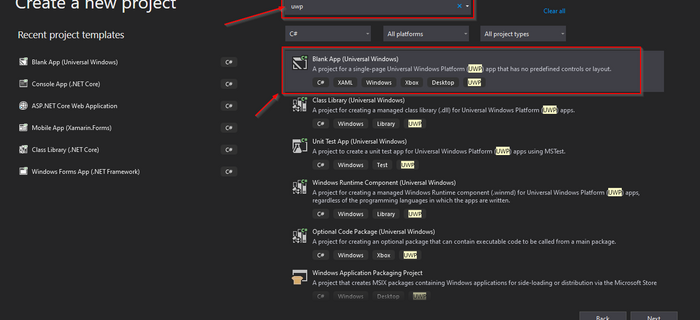 Create a new project
uwp
Clear all
Recent project templates
C#
All platforms
All project types
Blank App (Universal Windows)
C#
Console App (.NET Core)
C#
ASP.NET Core Web Application
C#
Mobile App (Xamarin.Forms)
C#
Class Library (.NET Core)
C#
Windows Forms App (.NET Framework)
C#
Blank App (Universal Windows)
A project for a single-page Universal Windows Platform (UWP) app that has no predefined controls or layout.
C# XAML Windows Xbox Desktop UWP
Class Library (Universal Windows)
A project for creating a managed class library (.dll) for Universal Windows Platform (UWP) apps.
C# Windows Library UWP
Unit Test App (Universal Windows)
A project to create a unit test app for Universal Windows Platform (UWP) apps using MSTest.
C# Windows Test UWP
Windows Runtime Component (Universal Windows)
A project for creating a managed Windows Runtime component (.winmd) for Universal Windows Platform (UWP) apps,
regardless of the programming languages in which the apps are written.
C# Windows Library UWP
Optional Code Package (Universal Windows)
A project for creating an optional package that can contain executable code to be called from a main package.
C# Windows Xbox UWP
Windows Application Packaging Project
A project that creates MSIX packages containing Windows applications for side-loading or distribution via the Microsoft Store
C# Windows Desktop UWP
Back
Next